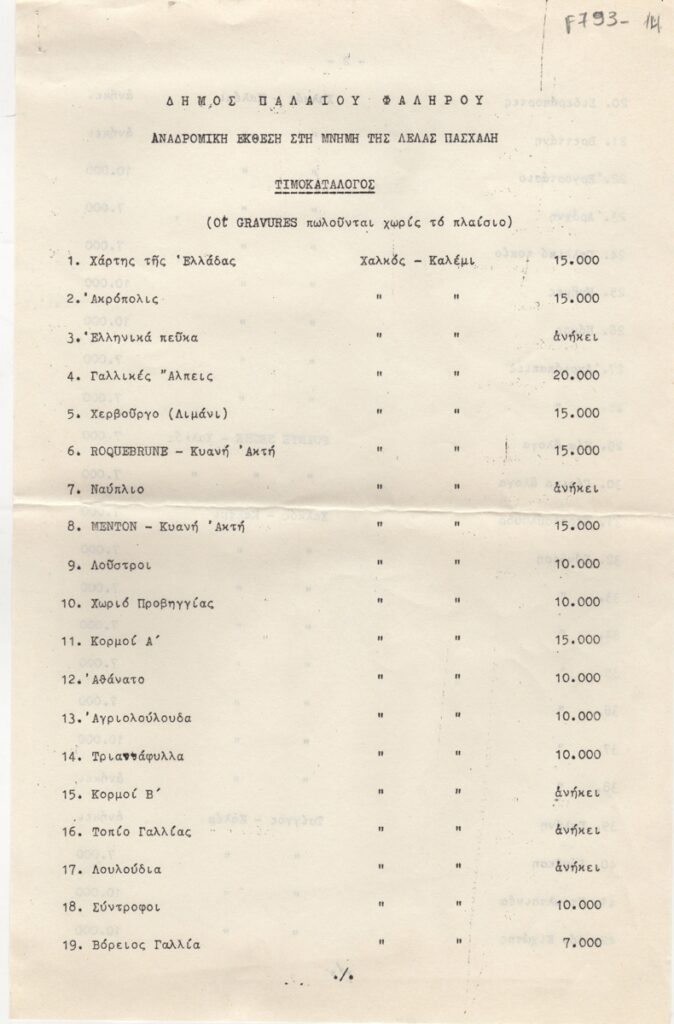 F793-14
ΔΗΜΟΣ ΠΑΛΑΙΟΥ ΦΑΛΗΡΟΥ
ΑΝΑΔΡΟΜΙΚΗ ΕΚΘΕΣΗ ΣΤΗ ΜΝΗΜΗ ΤΗΣ ΛΕΛΑΣ ΠΑΣΧΑΛΗ
ΤΙΜΟΚΑΤΑΛΟΓΟΣ
(Οἱ GRAVURES πωλοῦνται χωρίς τό πλαίσιο)
1. Χάρτης τῆς Ἑλλάδας Χαλκός - Καλέμι 15.000
2. Ἀκρόπολις " " 15.000
3. Ἑλληνικά πεῦκα " " ἀνήκει
4. Γαλλικές Ἄλπεις " " 20.000
5. Χερβοῦργο (Λιμάνι) " " 15.000
6. ROQUEBRUNE - Κυανή Ἀκτή " " 15.000
7. Ναύπλιο " " ἀνήκει
8. MENTON - Κυανή Ἀκτή " " 15.000
9. Λοῦστροι " " 10.000
10. Χωριό Προβηγγίας " " 10.000
11. Κορμοί Α´ " " 15.000
12. Ἀθάνατο " " 10.000
13. Ἀγριολούλουδα " " 10.000
14. Τριαντάφυλλα " " 10.000
15. Κορμοί Β´ " " ἀνήκει
16. Τοπίο Γαλλίας " " ἀνήκει
17. Λουλούδια " " ἀνήκει
18. Σύντροφοι " " 10.000
19. Βόρειος Γαλλία " " 7.000
./.